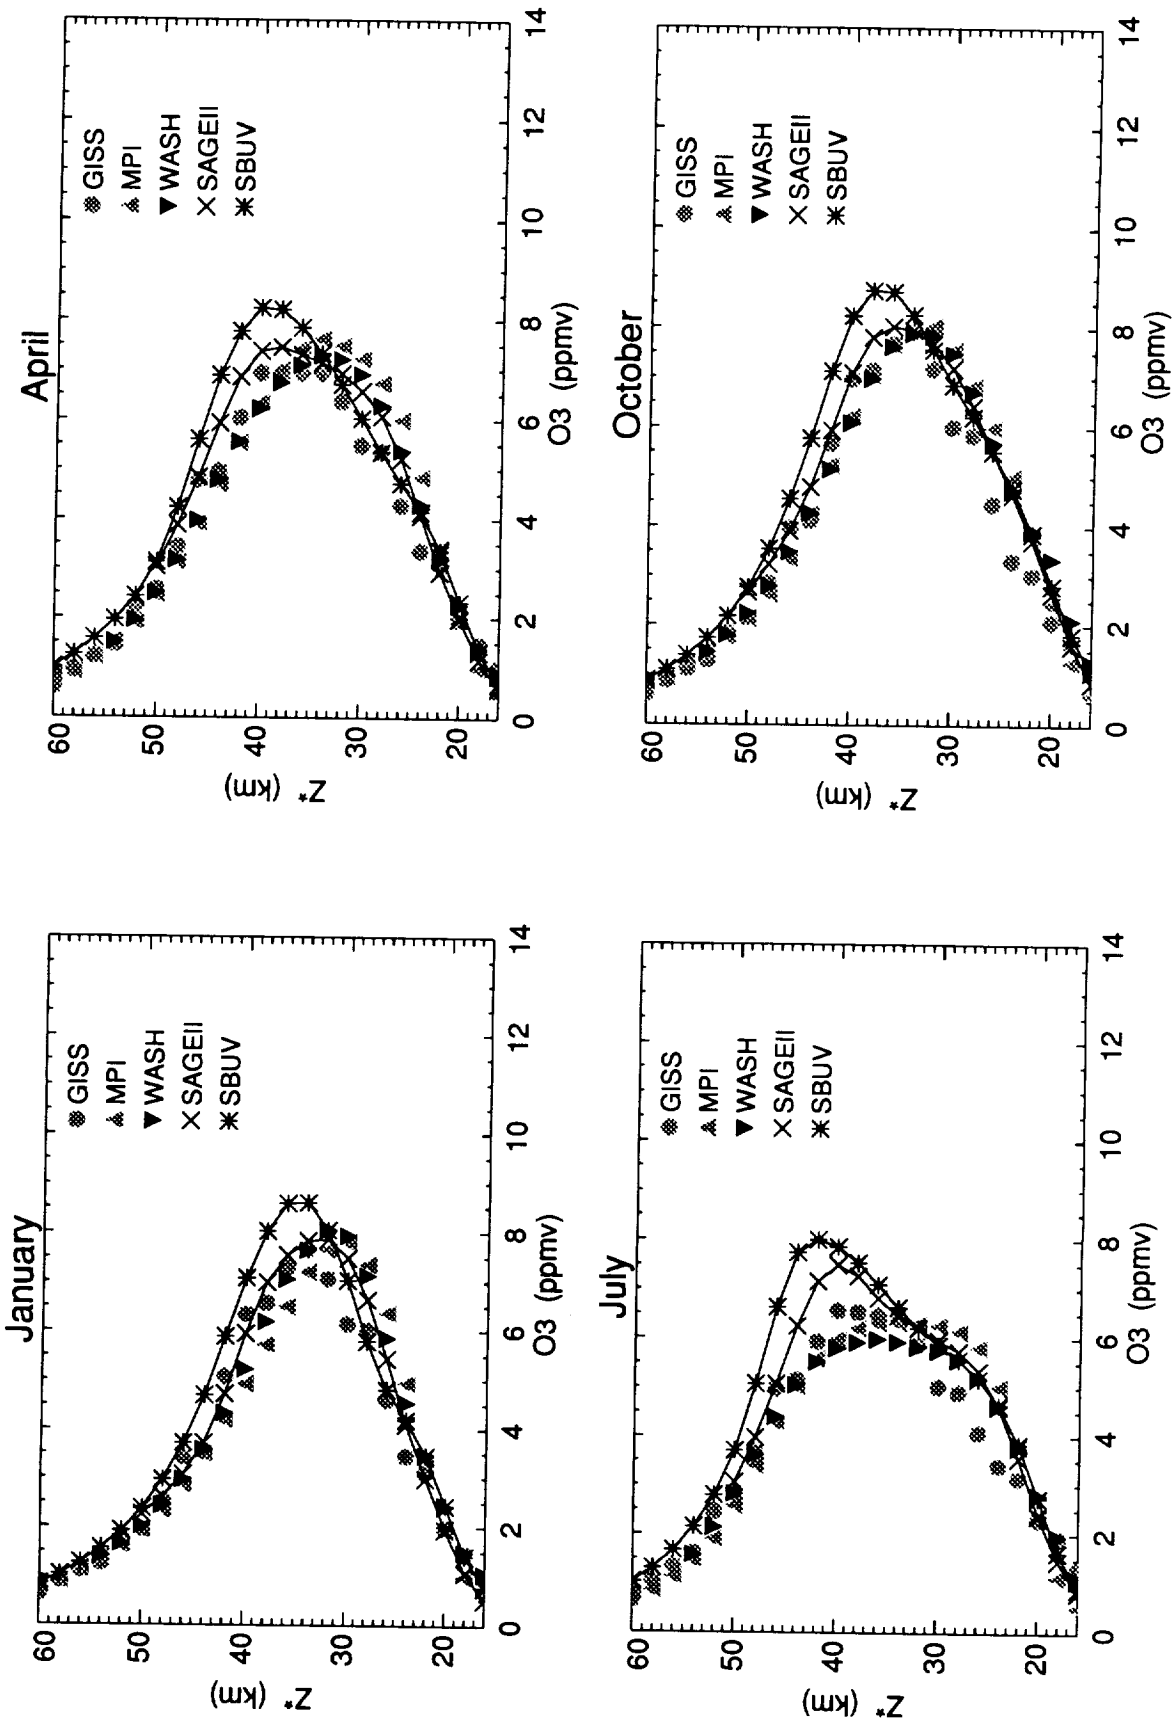 January
60
50
40
30
20
Z* (km)
GISS
MPI
WASH
SAGEII
SBUV
0 2 4 6 8 10 12 14
O3 (ppmv)
April
60
50
40
30
20
Z* (km)
GISS
MPI
WASH
SAGEII
SBUV
0 2 4 6 8 10 12 14
O3 (ppmv)
July
60
50
40
30
20
Z* (km)
GISS
MPI
WASH
SAGEII
SBUV
0 2 4 6 8 10 12 14
O3 (ppmv)
October
60
50
40
30
20
Z* (km)
GISS
MPI
WASH
SAGEII
SBUV
0 2 4 6 8 10 12 14
O3 (ppmv)